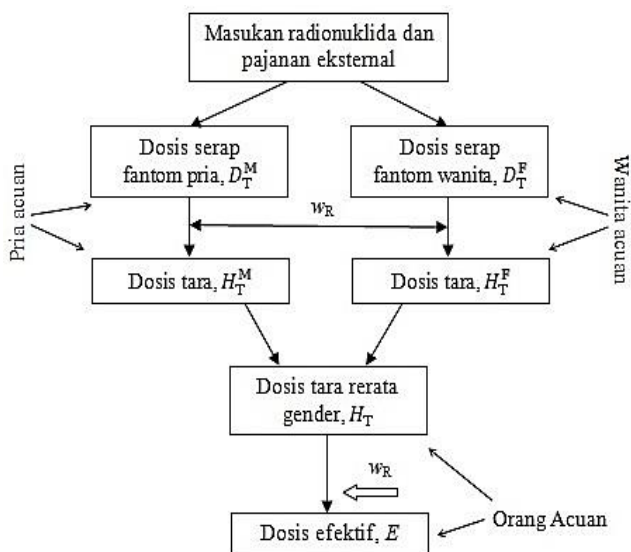 Masukan radionuklida dan
pajanan eksternal
Dosis serap
fantom pria, D_T^M
Dosis serap
fantom wanita, D_T^F
Pria acuan
w_R
Wanita acuan
Dosis tara, H_T^M
Dosis tara, H_T^F
Dosis tara rerata
gender, H_T
w_R
Dosis efektif, E
Orang Acuan